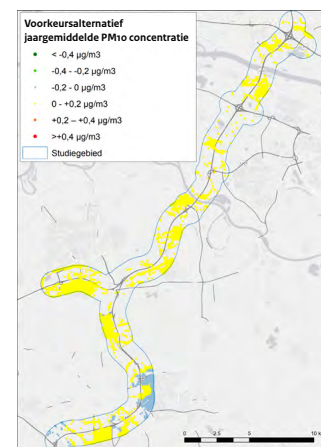 Voorkeursalternatief
jaargemiddelde PM10 concentratie
< -0,4 µg/m3
-0,4 - -0,2 µg/m3
-0,2 - 0 µg/m3
0 - +0,2 µg/m3
+0,2 – +0,4 µg/m3
>+0,4 µg/m3
Studiegebied
0 2.5 5 10 k